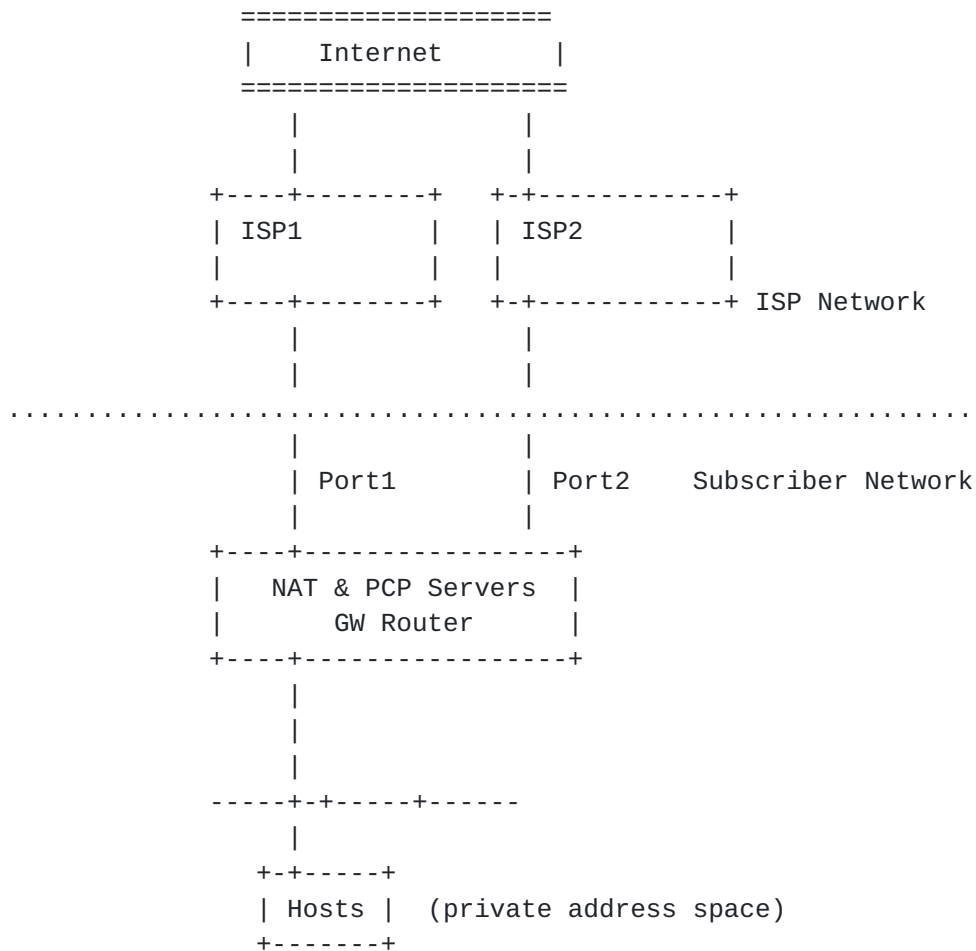 Internet
ISP1 ISP2
ISP Network
Port1 Port2 Subscriber Network
NAT & PCP Servers
GW Router
Hosts (private address space)